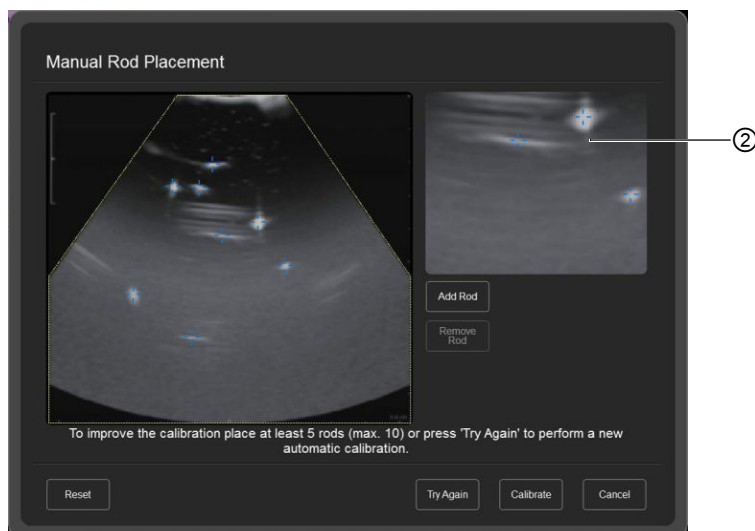 Manual Rod Placement
②
Add Rod
Remove
Rod
To improve the calibration place at least 5 rods (max. 10) or press 'Try Again' to perform a new
automatic calibration.
Reset
Try Again
Calibrate
Cancel